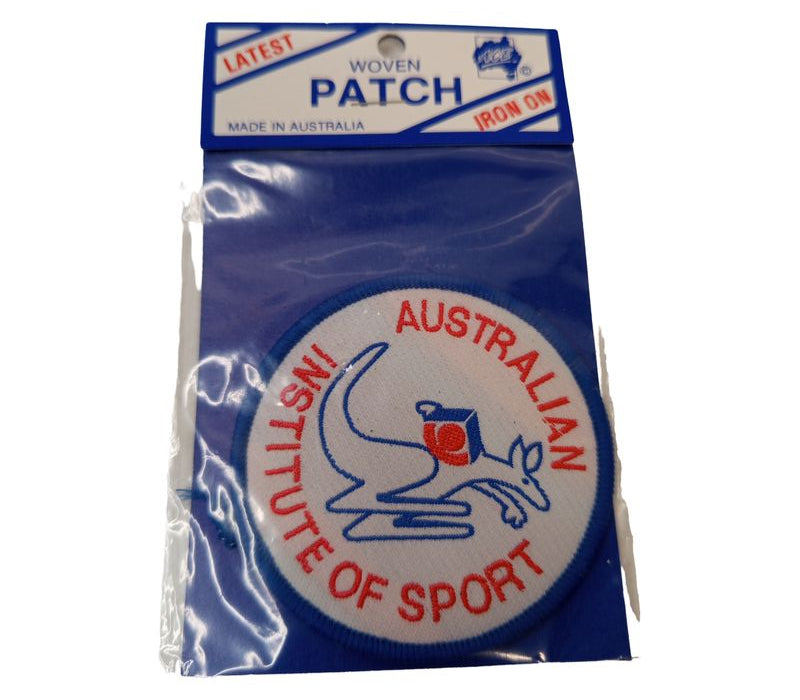 LATEST
WOVEN
PATCH
MADE IN AUSTRALIA
©
IRON ON
AUSTRALIAN
INSTITUTE OF SPORT